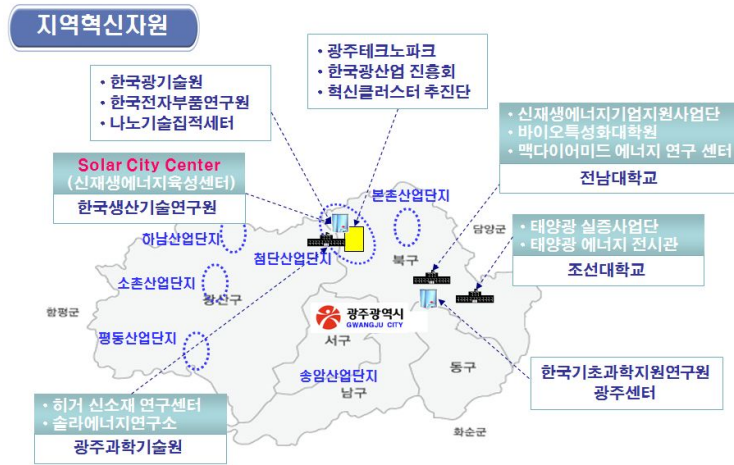 지역혁신자원
• 한국광기술원
• 한국전자부품연구원
• 나노기술집적세터
• 광주테크노파크
• 한국광산업 진흥회
• 혁신클러스터 추진단
• 신재생에너지기업지원사업단
• 바이오특성화대학원
• 맥다이어미드 에너지 연구 센터
전남대학교
Solar City Center
(신재생에너지육성센터)
한국생산기술연구원
• 태양광 실증사업단
• 태양광 에너지 전시관
조선대학교
본촌산업단지
담양군
하남산업단지
첨단산업단지
북구
소촌산업단지
광산구
함평군
광주광역시
GWANGJU CITY
평동산업단지
서구
송암산업단지
남구
동구
한국기초과학지원연구원
광주센터
• 히거 신소재 연구센터
• 솔라에너지연구소
광주과학기술원
화순군